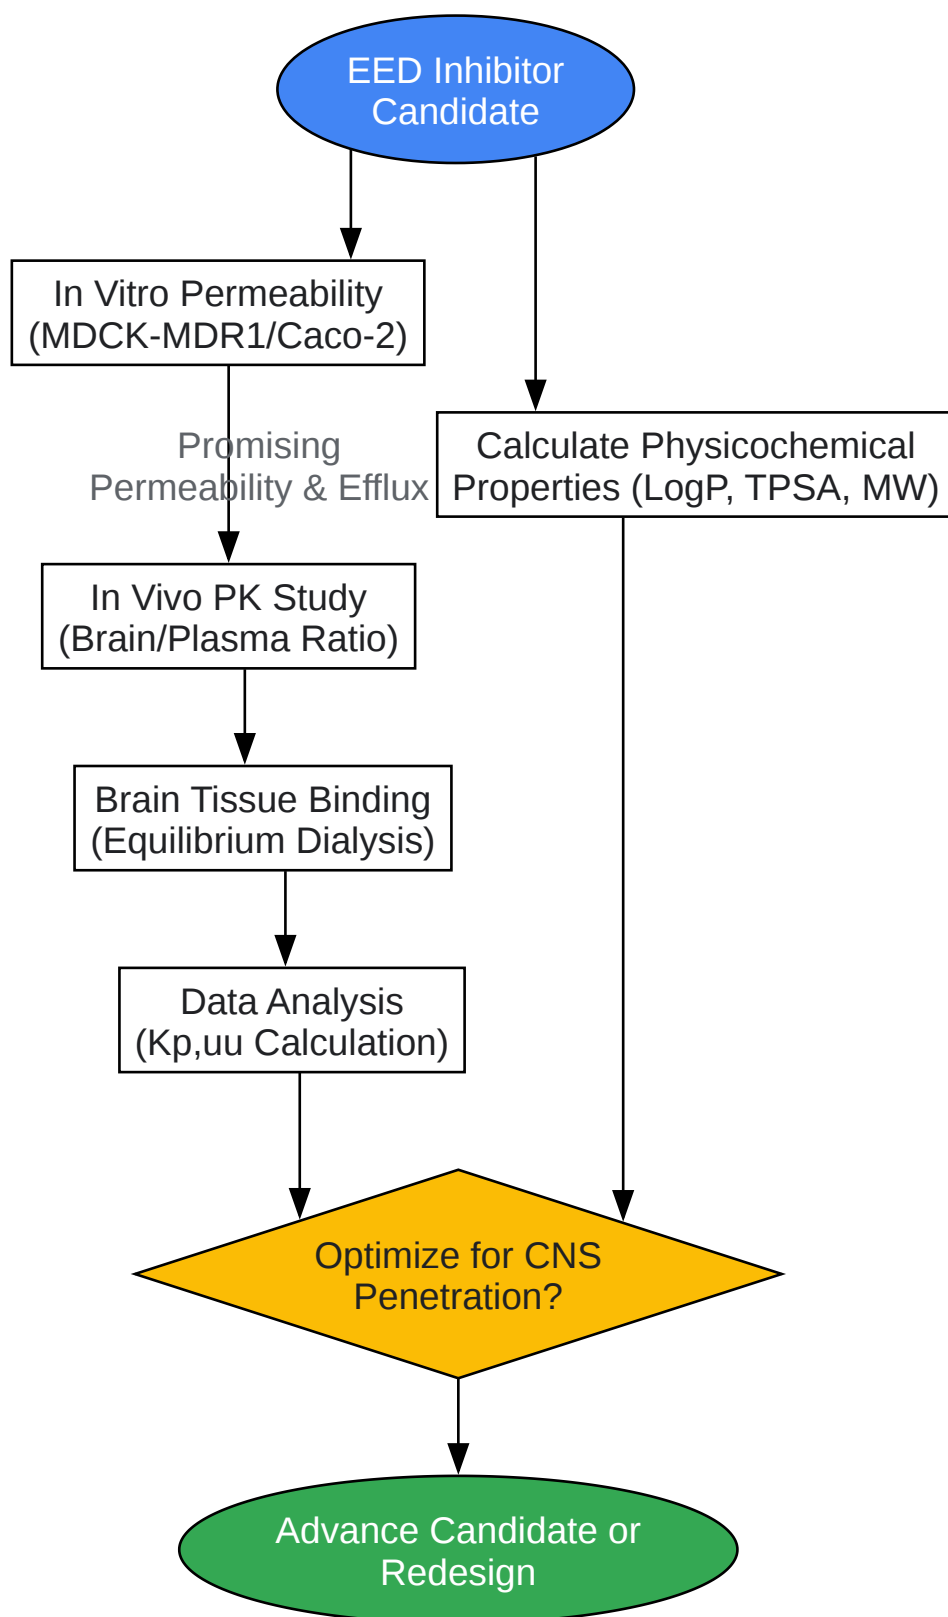 EED Inhibitor
Candidate
In Vitro Permeability
(MDCK-MDR1/Caco-2)
Promising
Permeability & Efflux
Calculate Physicochemical
Properties (LogP, TPSA, MW)
In Vivo PK Study
(Brain/Plasma Ratio)
Brain Tissue Binding
(Equilibrium Dialysis)
Data Analysis
(Kp,uu Calculation)
Optimize for CNS
Penetration?
Advance Candidate or
Redesign